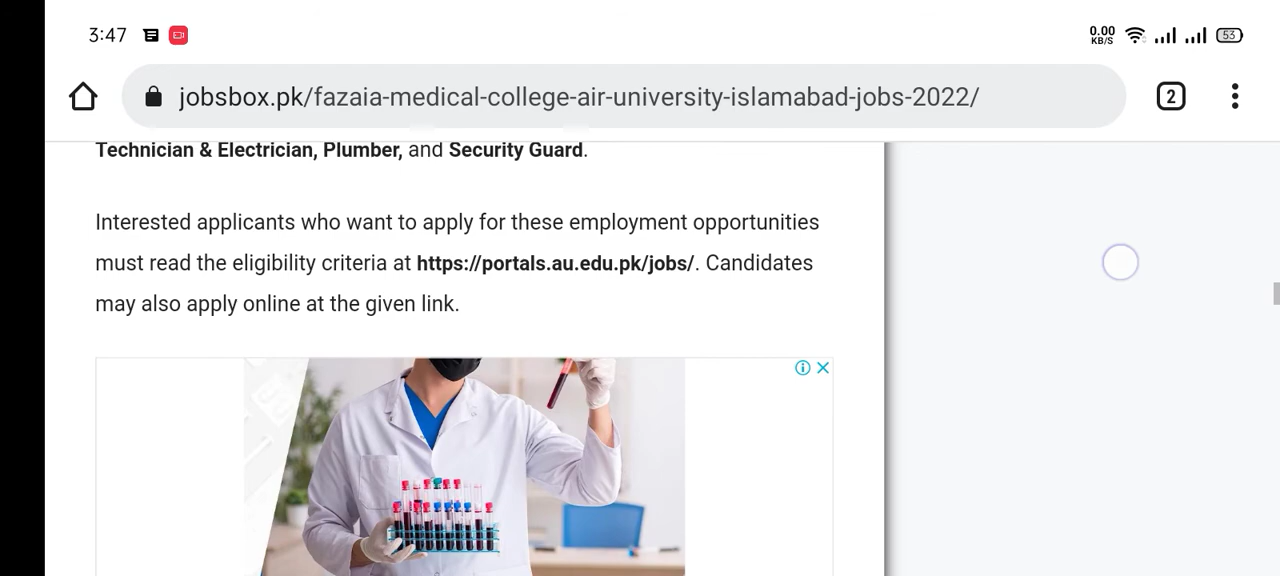 3:47
0.00
KB/S
53
jobsbox.pk/fazaia-medical-college-air-university-islamabad-jobs-2022/
2
Technician & Electrician, Plumber, and Security Guard.
Interested applicants who want to apply for these employment opportunities
must read the eligibility criteria at https://portals.au.edu.pk/jobs/. Candidates
may also apply online at the given link.